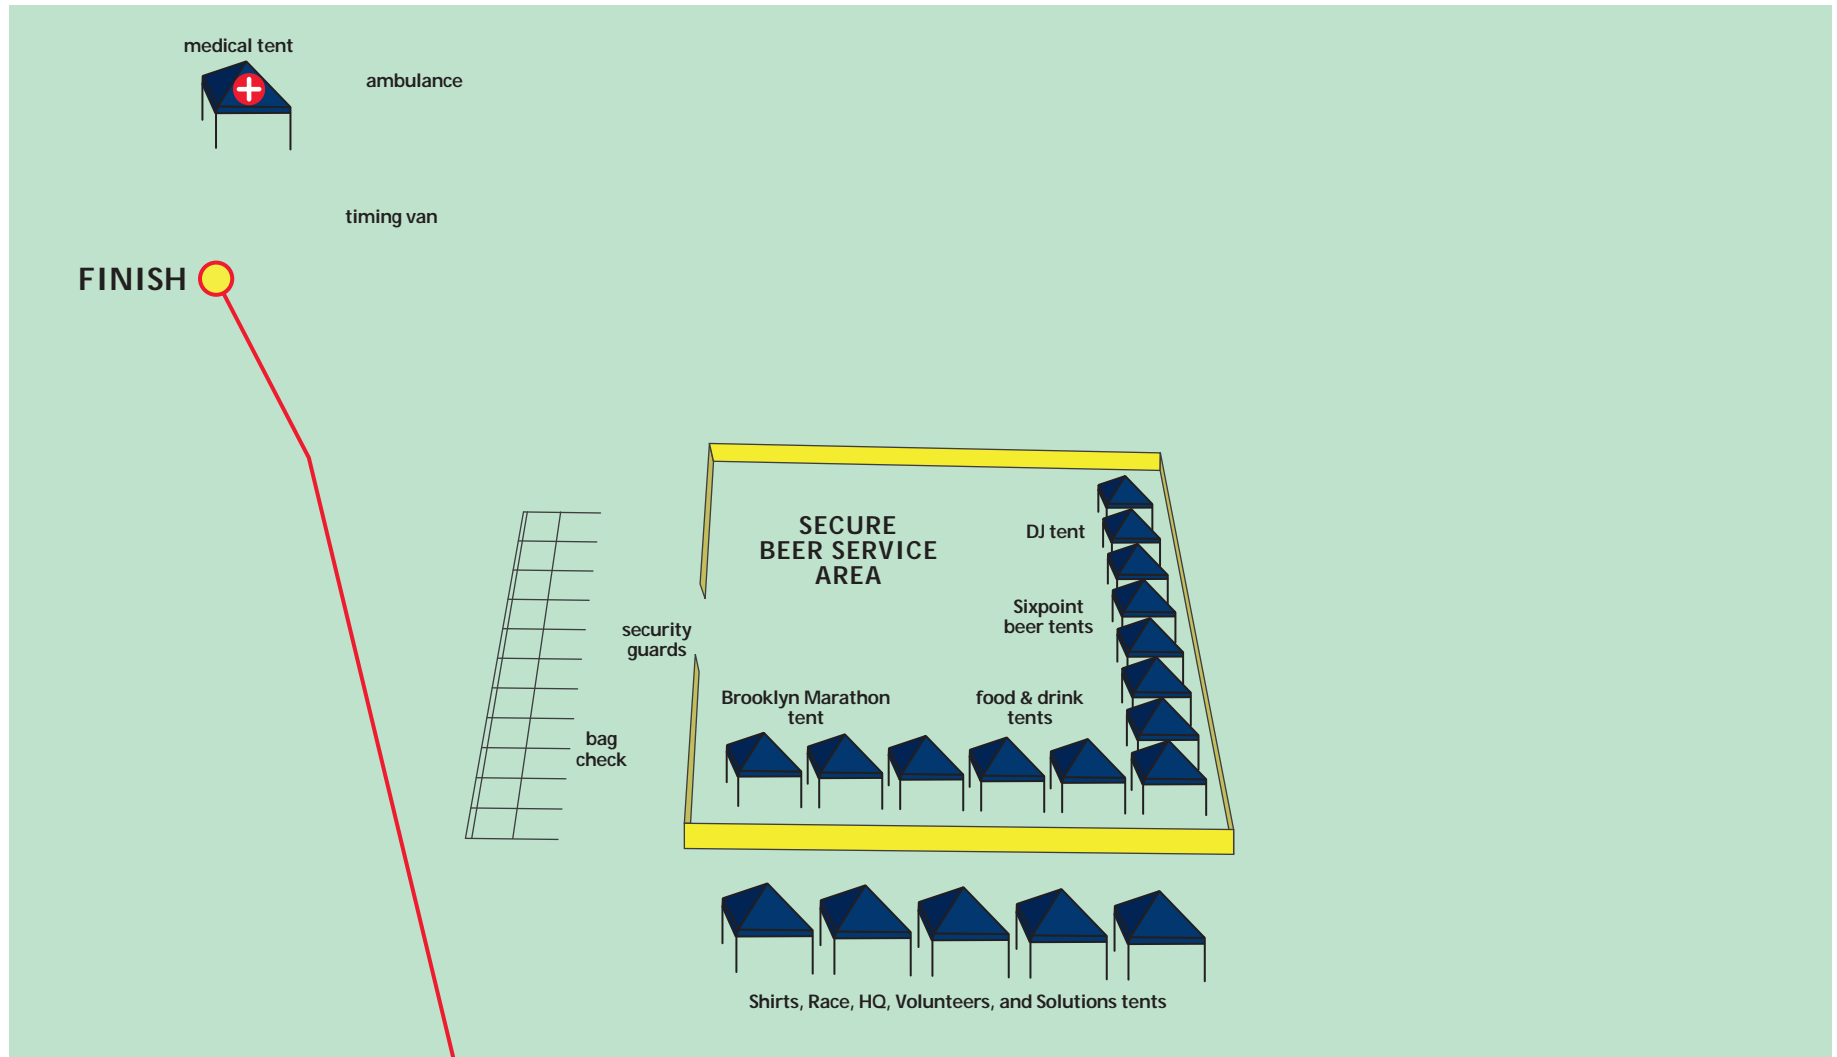 medical tent
ambulance
timing van
FINISH
SECURE
BEER SERVICE
AREA
DJ tent
Sixpoint
beer tents
security
guards
Brooklyn Marathon
tent
food & drink
tents
bag
check
Shirts, Race, HQ, Volunteers, and Solutions tents